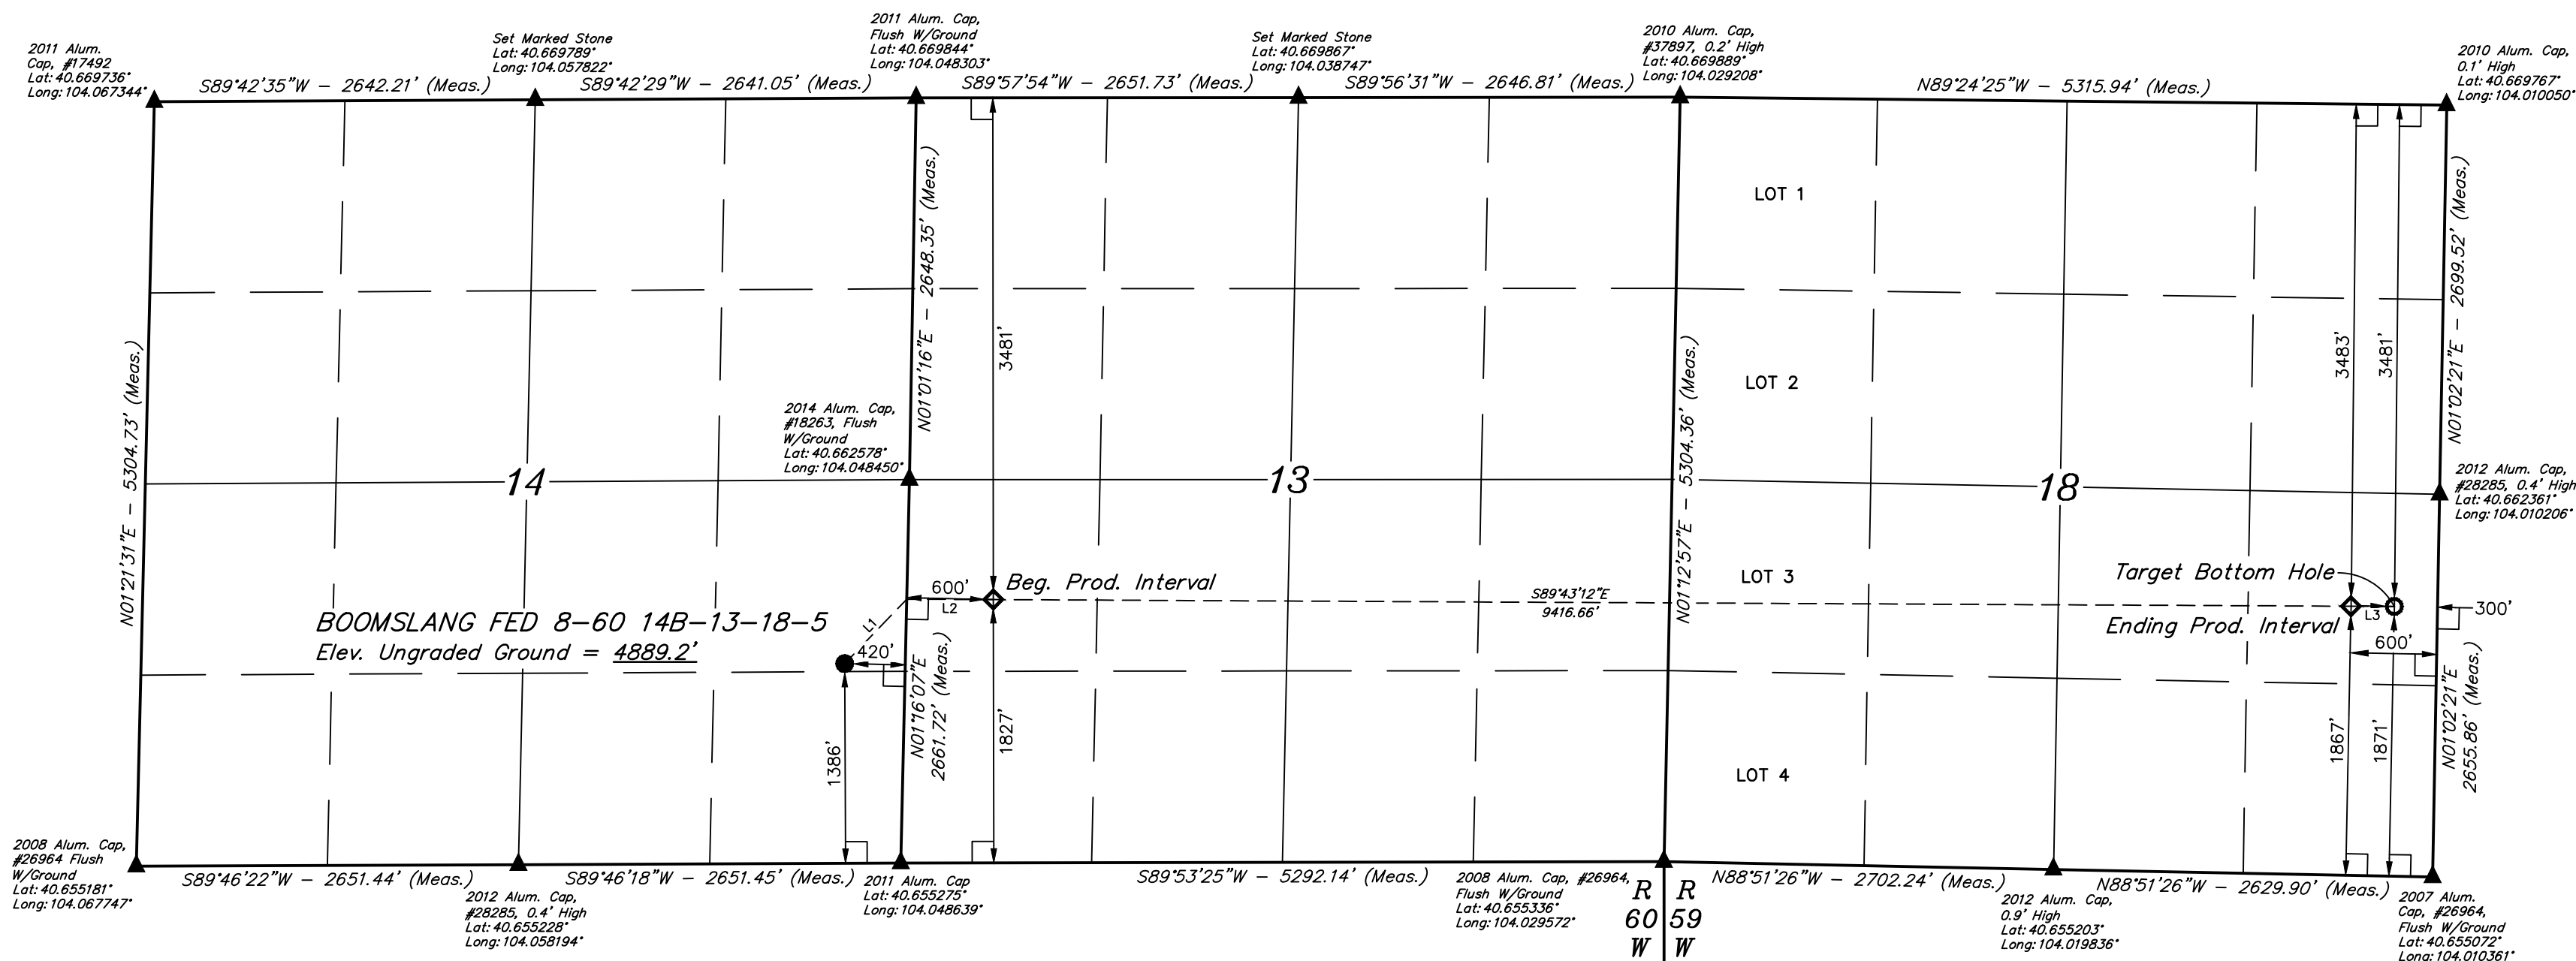 2011 Alum.
Cap, #17492
Lat: 40.669736°
Long: 104.067344°
Set Marked Stone
Lat: 40.669789°
Long: 104.057822°
2011 Alum. Cap,
Flush W/Ground
Lat: 40.669844°
Long: 104.048303°
Set Marked Stone
Lat: 40.669867°
Long: 104.038747°
2010 Alum. Cap,
#37897, 0.2' High
Lat: 40.669889°
Long: 104.029208°
2010 Alum. Cap,
0.1' High
Lat: 40.669767°
Long: 104.010050°
S89°42'35"W - 2642.21' (Meas.)
S89°42'29"W - 2641.05' (Meas.)
S89°57'54"W - 2651.73' (Meas.)
S89°56'31"W - 2646.81' (Meas.)
N89°24'25"W - 5315.94' (Meas.)
N01°21'31"E - 5304.73' (Meas.)
N01°01'16"E - 2648.35' (Meas.)
3481'
N01°12'57"E - 5304.36' (Meas.)
LOT 1
LOT 2
LOT 3
LOT 4
3483'
3481'
N01°02'21"E - 2699.52' (Meas.)
2014 Alum. Cap,
#18263, Flush
W/Ground
Lat: 40.662578°
Long: 104.048450°
14
13
18
2012 Alum. Cap,
#28285, 0.4' High
Lat: 40.662361°
Long: 104.010206°
600'
L2
Beg. Prod. Interval
S89°43'12"E
9416.66'
Target Bottom Hole
L3
300'
Ending Prod. Interval
600'
BOOMSLANG FED 8-60 14B-13-18-5
Elev. Ungraded Ground = 4889.2'
L1
420'
1386'
N01°16'07"E
2661.72' (Meas.)
1827'
1867'
1871'
N01°02'21"E
2655.86' (Meas.)
2008 Alum. Cap,
#26964 Flush
W/Ground
Lat: 40.655181°
Long: 104.067747°
S89°46'22"W - 2651.44' (Meas.)
2012 Alum. Cap,
#28285, 0.4' High
Lat: 40.655228°
Long: 104.058194°
S89°46'18"W - 2651.45' (Meas.)
2011 Alum. Cap
Lat: 40.655275°
Long: 104.048639°
S89°53'25"W - 5292.14' (Meas.)
2008 Alum. Cap, #26964,
Flush W/Ground
Lat: 40.655336°
Long: 104.029572°
R R
60 59
W W
N88°51'26"W - 2702.24' (Meas.)
2012 Alum. Cap,
0.9' High
Lat: 40.655203°
Long: 104.019836°
N88°51'26"W - 2629.90' (Meas.)
2007 Alum.
Cap, #26964,
Flush W/Ground
Lat: 40.655072°
Long: 104.010361°